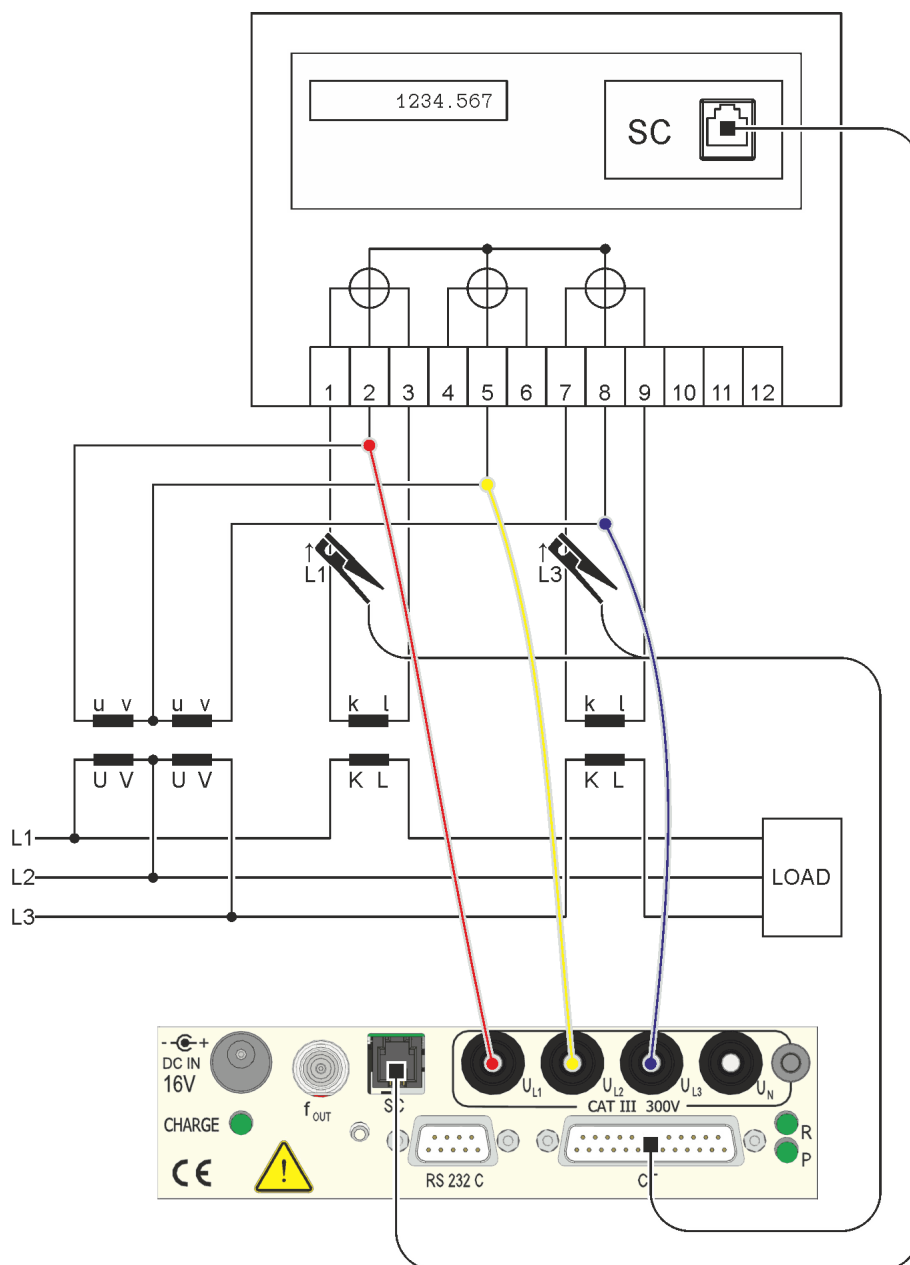 1234.567
SC
1 2 3 4 5 6 7 8 9 10 11 12
↑ L1
↑ L3
u v u v k l k l
U V U V K L K L
L1
L2
L3
LOAD
- + DC IN 16V
CHARGE
f OUT
SC
U L1 U L2 U L3 U N
CAT III 300V
R
P
CE
!
RS 232 C